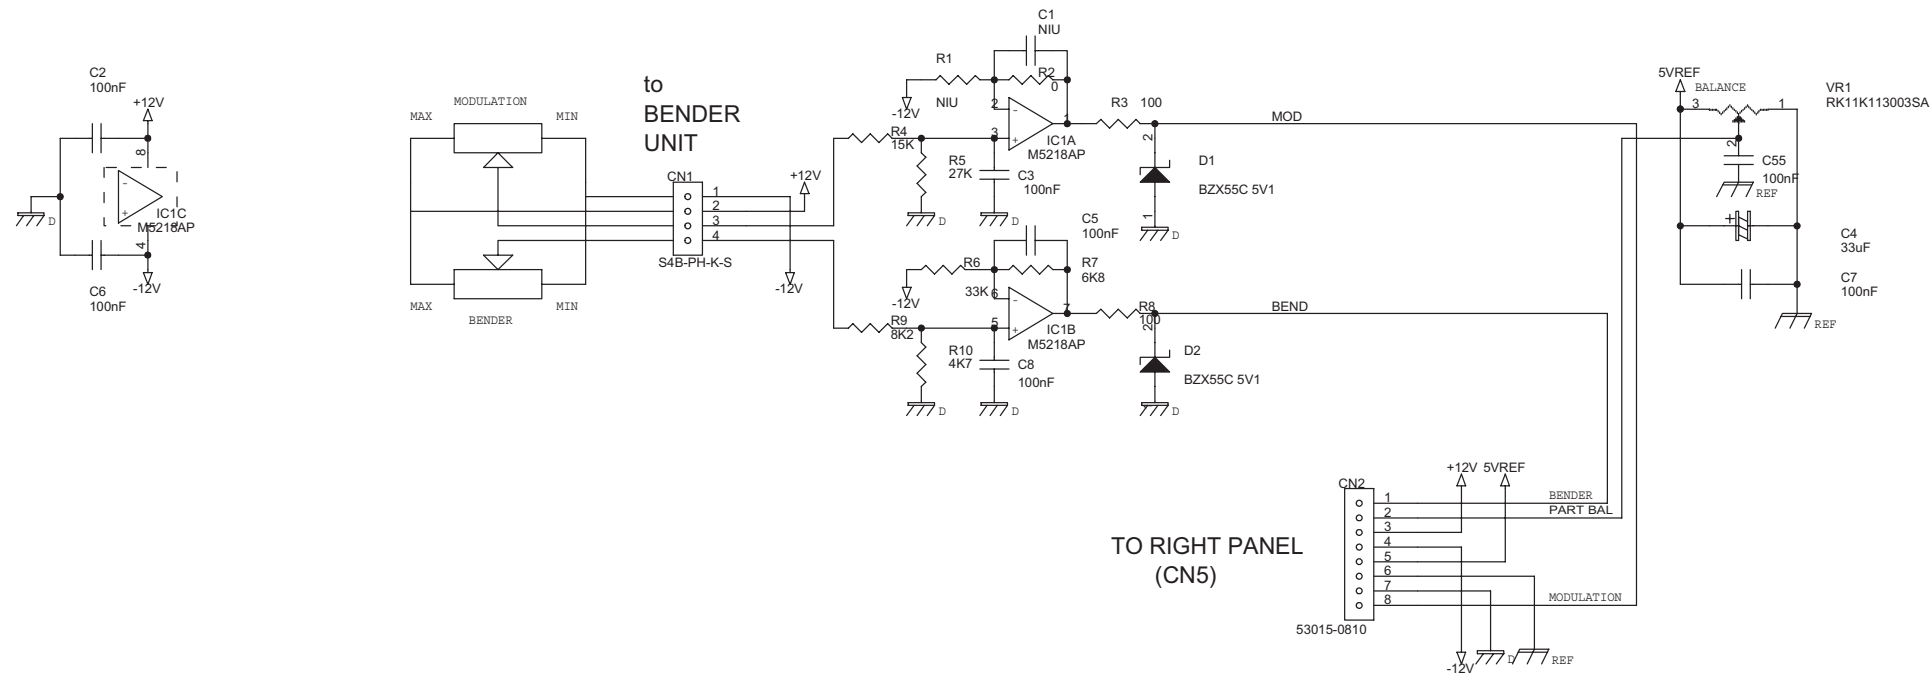 C2
100nF
+12V
8
-
+
IC1C
M5218AP
D
4
-12V
C6
100nF
MODULATION
MAX
MIN
to
BENDER
UNIT
CN1
1
2
3
4
S4B-PH-K-S
+12V
-12V
MAX
MIN
BENDER
C1
NIU
R1
NIU
-12V
R2
0
2
-
3
+
1
IC1A
M5218AP
R4
15K
R5
27K
C3
100nF
D
D
R3 100
MOD
2
D1
BZX55C 5V1
1
D
C5
100nF
R6
33K
-12V
R7
6K8
6
-
5
+
7
IC1B
M5218AP
R9
8K2
R10
4K7
C8
100nF
D
D
R8
100
BEND
2
D2
BZX55C 5V1
D
5VREF
BALANCE
3
1
2
VR1
RK11K113003SA
C55
100nF
REF
+
C4
33uF
C7
100nF
REF
+12V 5VREF
CN2
1
2
3
4
5
6
7
8
BENDER
PART BAL
MODULATION
TO RIGHT PANEL
(CN5)
53015-0810
-12V
D
REF